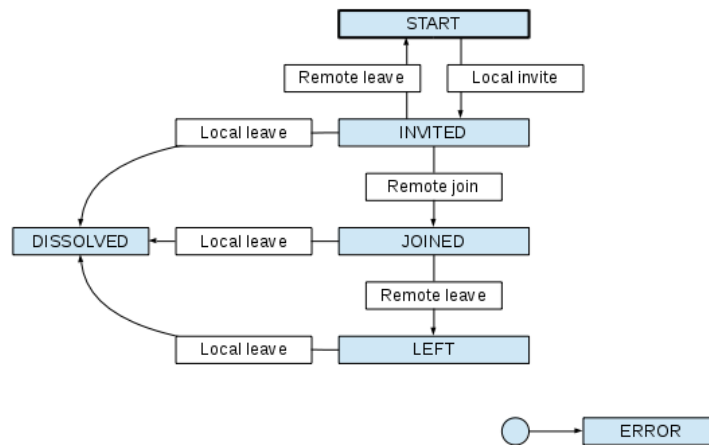 START
Remote leave
Local invite
Local leave
INVITED
Remote join
DISSOLVED
Local leave
JOINED
Remote leave
Local leave
LEFT
ERROR